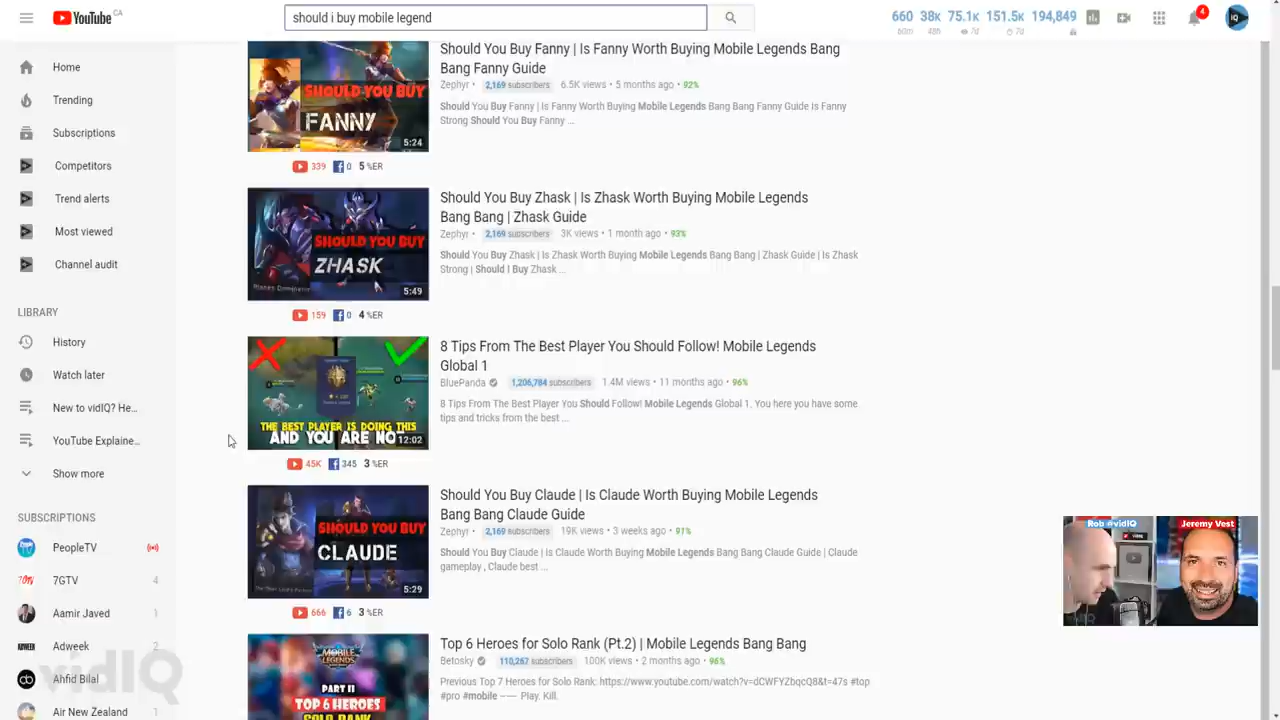 YouTube CA
should i buy mobile legend
660 38k 75.1k 151.5k 194,849
60m 48h 7d 7d
4
IQ
Home
Trending
Subscriptions
Competitors
Trend alerts
Most viewed
Channel audit
LIBRARY
History
Watch later
New to vidIQ? He...
YouTube Explaine...
Show more
SUBSCRIPTIONS
PeopleTV
7GTV 4
Aamir Javed 1
Adweek 2
Ahfid Bilal
Air New Zealand 1
vidIQ
SHOULD YOU BUY
FANNY
5:24
339 0 5 %ER
Should You Buy Fanny | Is Fanny Worth Buying Mobile Legends Bang
Bang Fanny Guide
Zephyr • 2,169 subscribers 6.5K views • 5 months ago • 92%
Should You Buy Fanny | Is Fanny Worth Buying Mobile Legends Bang Bang Fanny Guide Is Fanny
Strong Should You Buy Fanny ...
SHOULD YOU BUY
ZHASK
5:49
159 0 4 %ER
Should You Buy Zhask | Is Zhask Worth Buying Mobile Legends
Bang Bang | Zhask Guide
Zephyr • 2,169 subscribers 3K views • 1 month ago • 93%
Should You Buy Zhask | Is Zhask Worth Buying Mobile Legends Bang Bang | Zhask Guide | Is Zhask
Strong | Should I Buy Zhask ...
THE BEST PLAYER IS DOING THIS
AND YOU ARE NO
12:02
45K 345 3 %ER
8 Tips From The Best Player You Should Follow! Mobile Legends
Global 1
BluePanda 1,206,784 subscribers 1.4M views • 11 months ago • 96%
8 Tips From The Best Player You Should Follow! Mobile Legends Global 1, You here you have some
tips and tricks from the best ...
SHOULD YOU BUY
CLAUDE
5:29
666 6 3 %ER
Should You Buy Claude | Is Claude Worth Buying Mobile Legends
Bang Bang Claude Guide
Zephyr • 2,169 subscribers 19K views • 3 weeks ago • 91%
Should You Buy Claude | Is Claude Worth Buying Mobile Legends Bang Bang Claude Guide | Claude
gameplay , Claude best ...
MOBILE
LEGENDS
PART II
TOP 6 HEROES
SOLO RANK
Top 6 Heroes for Solo Rank (Pt.2) | Mobile Legends Bang Bang
Betosky 110,267 subscribers 100K views • 2 months ago • 96%
Previous Top 7 Heroes for Solo Rank: https://www.youtube.com/watch?v=dCWFYZbqcQ8&t=47s #top
#pro #mobile ---- Play. Kill.
Rob @vidIQ
Jeremy Vest